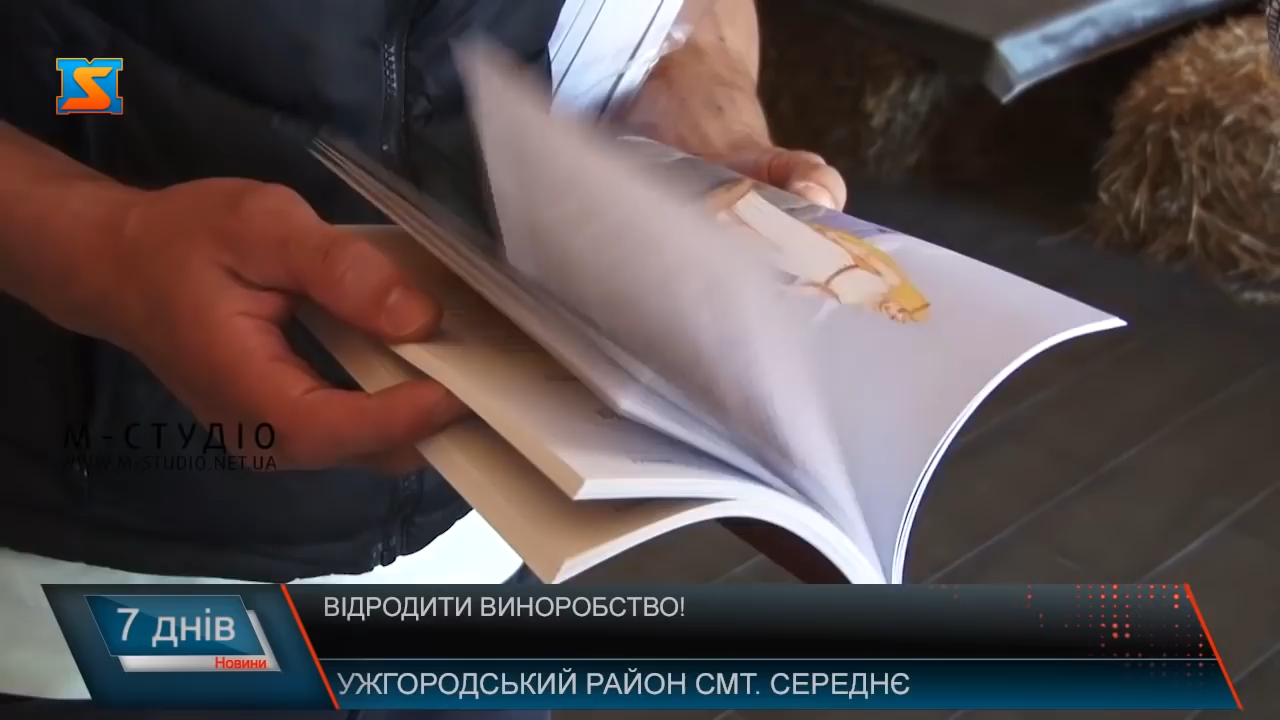 М-СТУДІО
WWW.M-STUDIO.NET.UA
ВІДРОДИТИ ВИНОРОБСТВО!
7 днів
Новини
УЖГОРОДСЬКИЙ РАЙОН СМТ. СЕРЕДНЄ